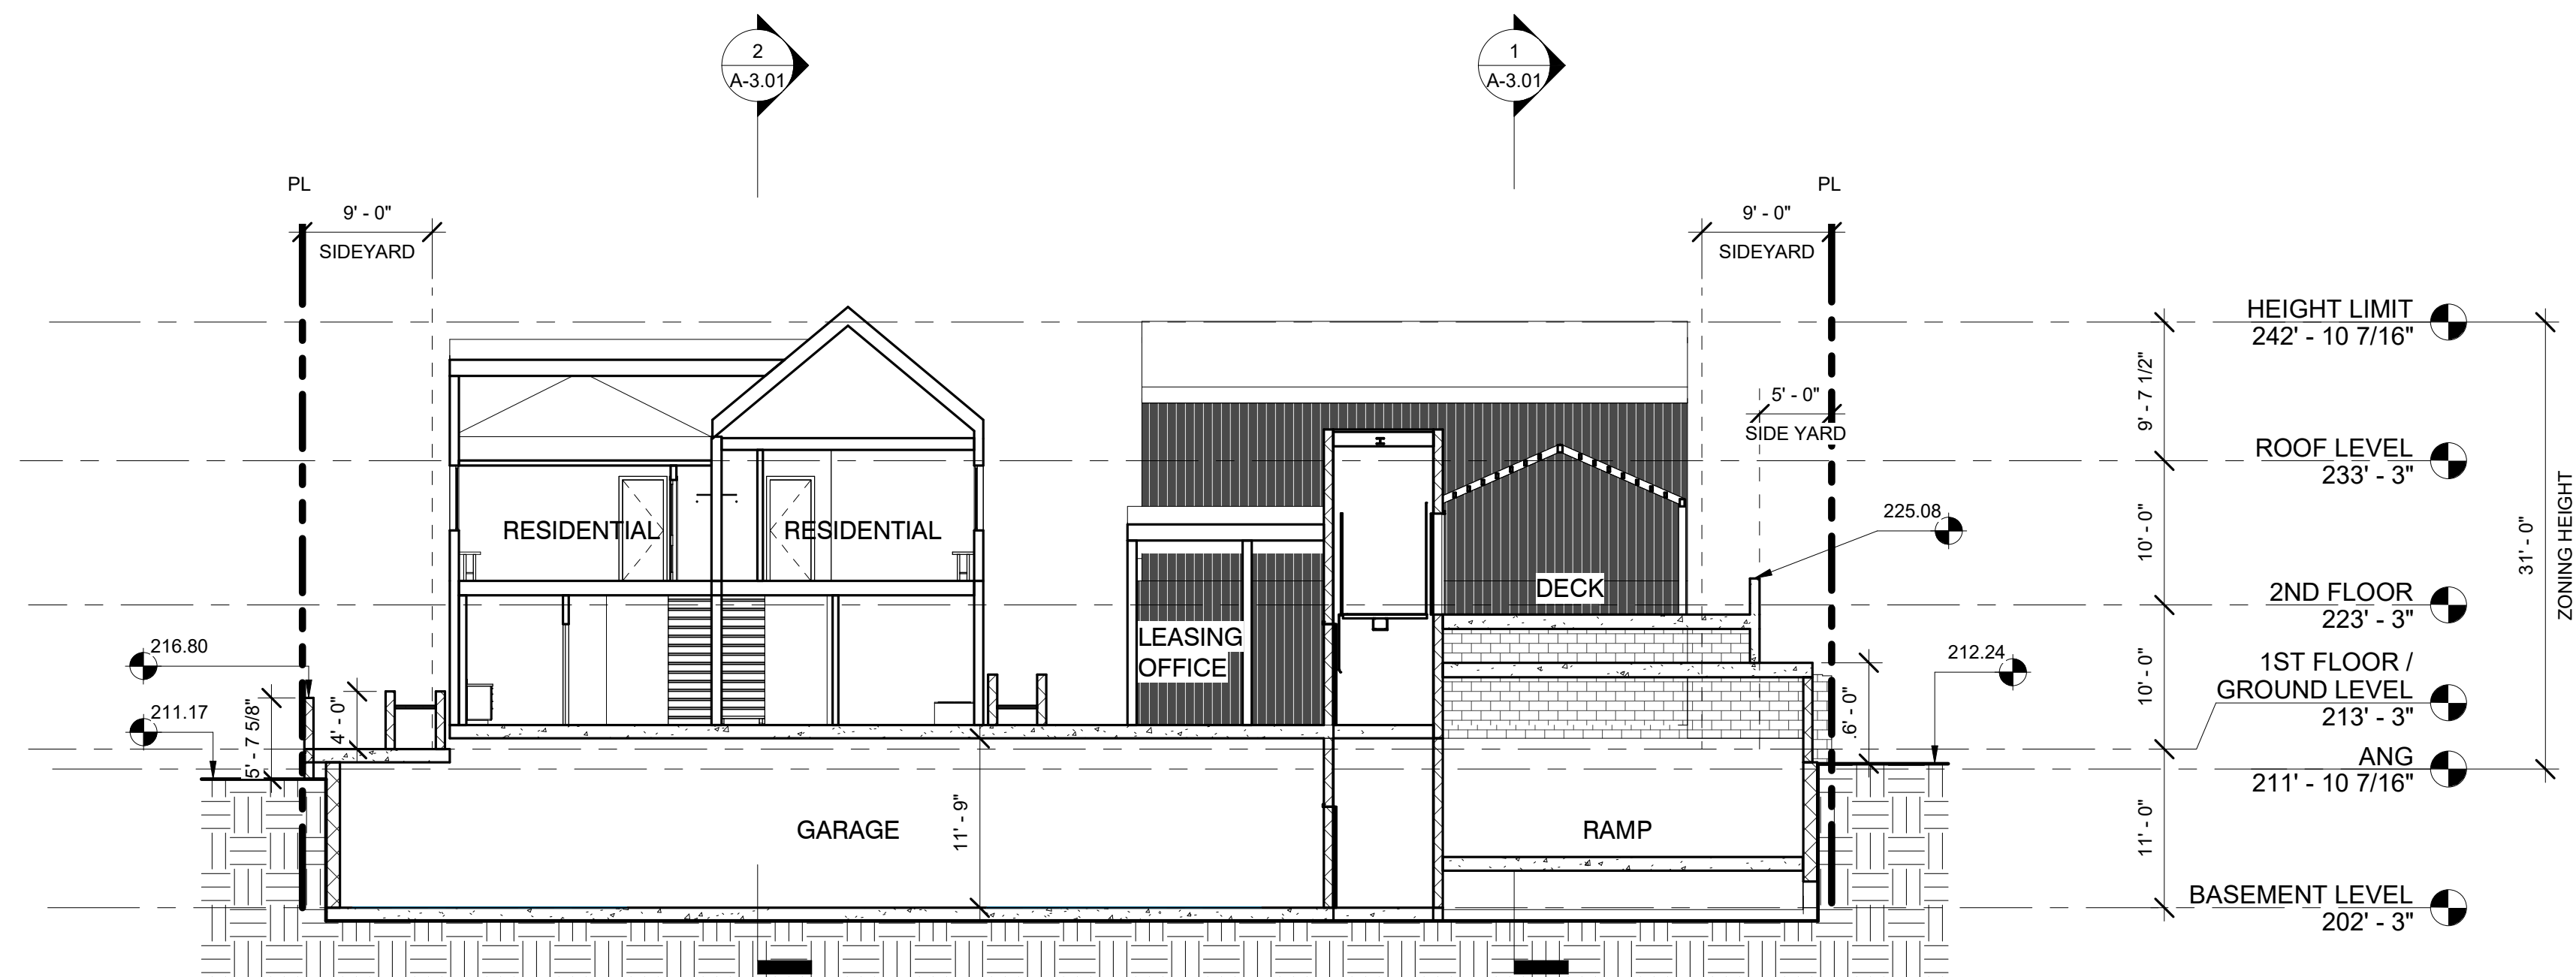 2
A-3.01
1
A-3.01
PL
9' - 0"
SIDEYARD
PL
9' - 0"
SIDEYARD
HEIGHT LIMIT
242' - 10 7/16"
9' - 7 1/2"
5' - 0"
SIDE YARD
ROOF LEVEL
233' - 3"
31' - 0"
ZONNING HEIGHT
225.08
10' - 0"
RESIDENTIAL
RESIDENTIAL
DECK
2ND FLOOR
223' - 3"
LEASING
OFFICE
216.80
212.24
10' - 0"
1ST FLOOR /
GROUND LEVEL
213' - 3"
211.17
5' - 7 5/8"
4' - 0"
6' - 0"
ANG
211' - 10 7/16"
GARAGE
11' - 9"
RAMP
11' - 0"
BASEMENT LEVEL
202' - 3"